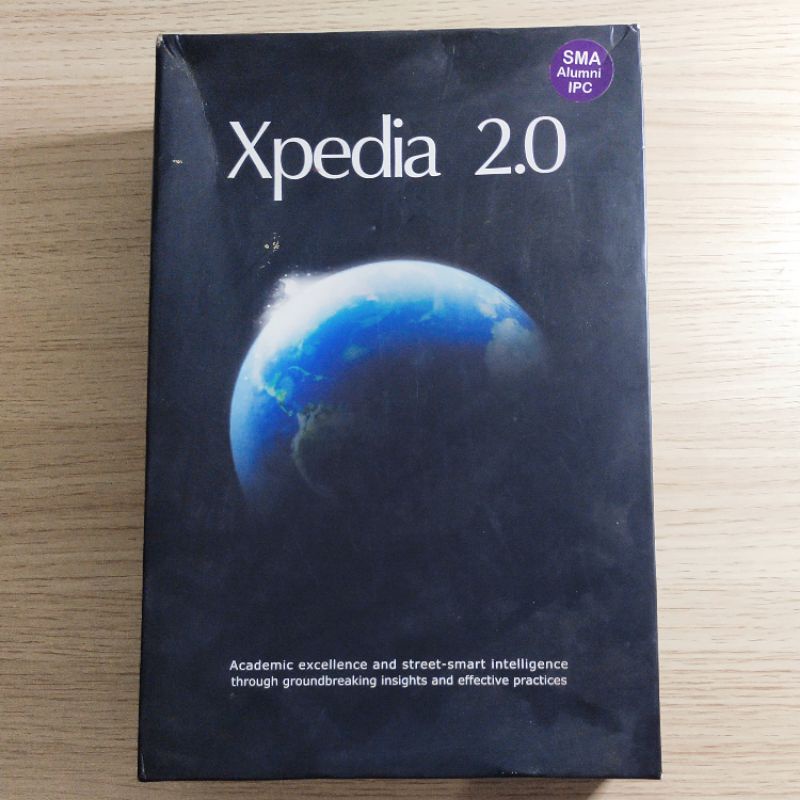 SMA
Alumni
IPC
Xpedia 2.0
Academic excellence and street-smart intelligence
through groundbreaking insights and effective practices